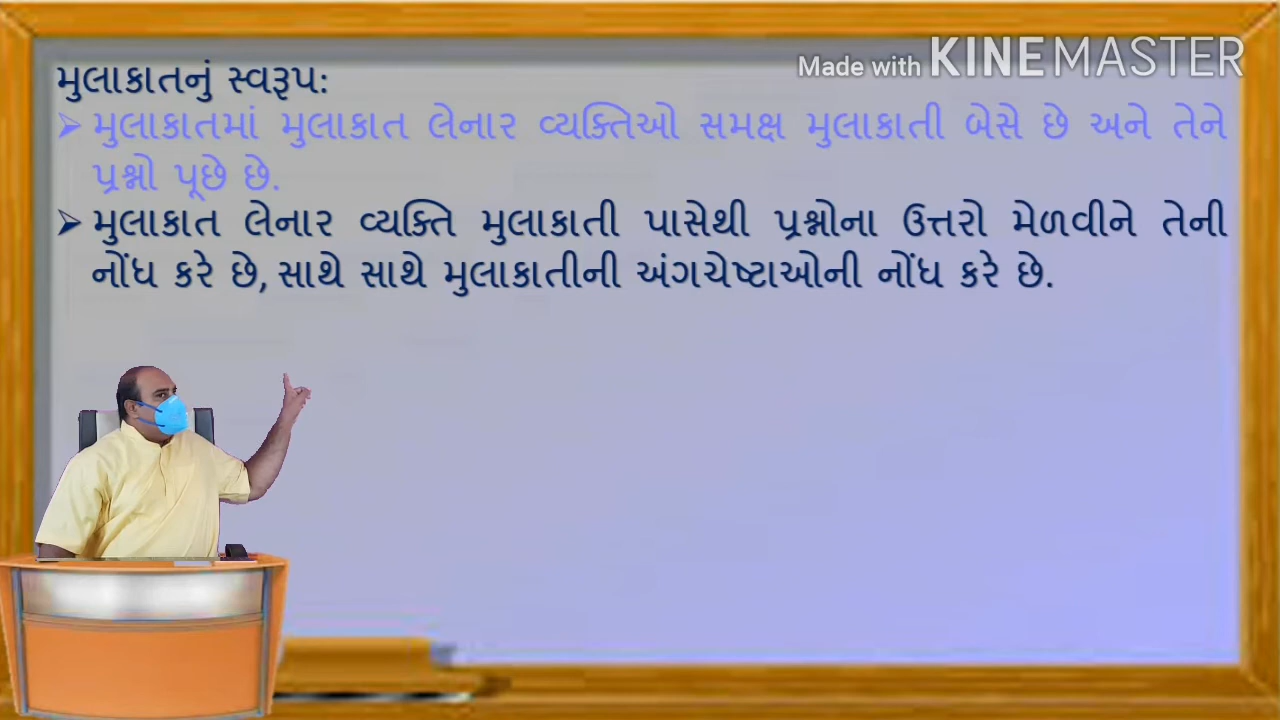 Made with KINEMASTER
મુલાકાતનું સ્વરૂપ:
➢ મુલાકાતમાં મુલાકાત લેનાર વ્યક્તિઓ સમક્ષ મુલાકાતી બેસે છે અને તેને
પ્રશ્નો પૂછે છે.
➢ મુલાકાત લેનાર વ્યક્તિ મુલાકાતી પાસેથી પ્રશ્નોના ઉત્તરો મેળવીને તેની
નોંધ કરે છે, સાથે સાથે મુલાકાતીની અંગચેષ્ટાઓની નોંધ કરે છે.